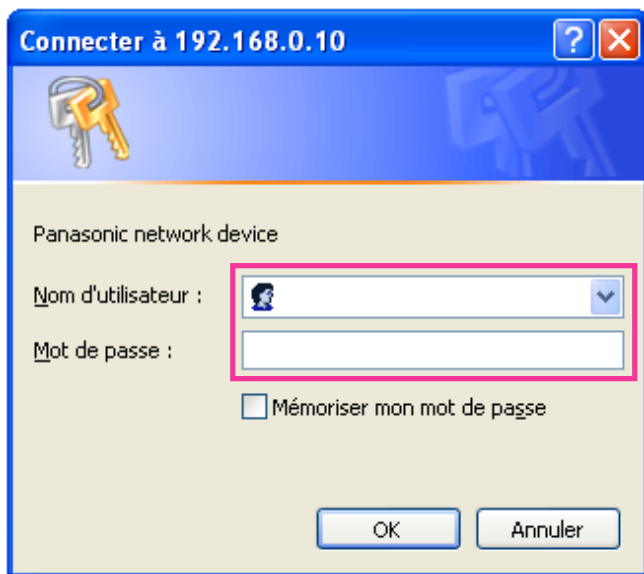 Connecter à 192.168.0.10
Panasonic network device
Nom d'utilisateur :
Mot de passe :
Mémoriser mon mot de passe
OK Annuler